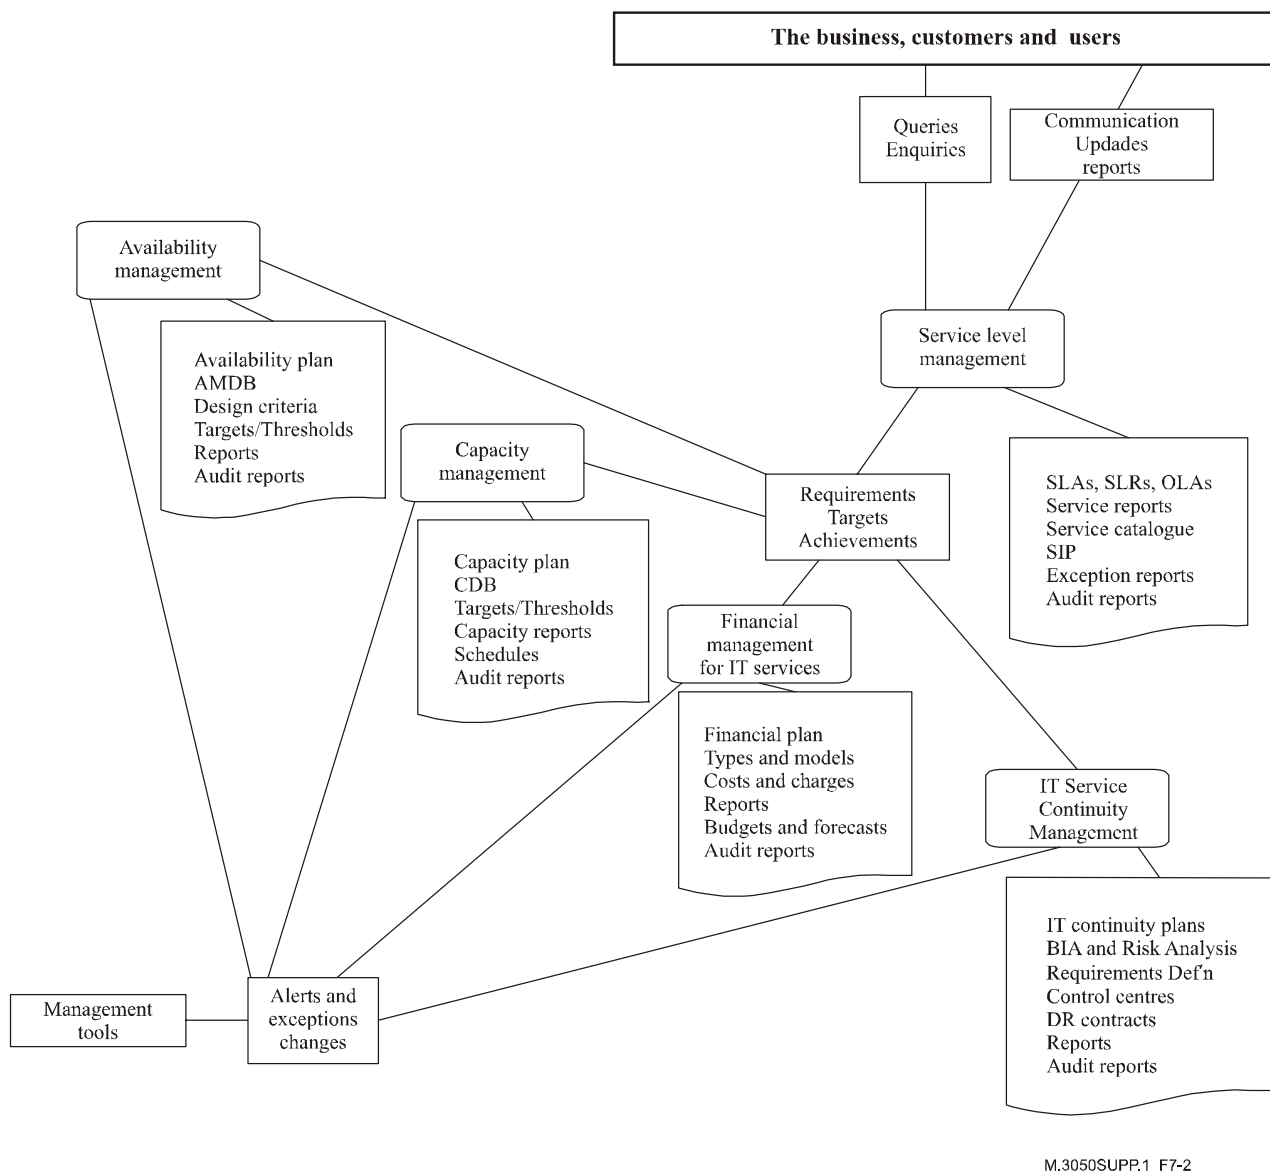 The business, customers and users
Queries
Enquirics
Communication
Updades
reports
Availability
management
Service level
management
Availability plan
AMDB
Design criteria
Targets/Thresholds
Reports
Audit reports
Capacity
management
SLAs, SLRs, OLAs
Service reports
Service catalogue
SIP
Exception reports
Audit reports
Requirements
Targets
Achievements
Capacity plan
CDB
Targets/Thresholds
Capacity reports
Schedules
Audit reports
Financial
management
for IT services
Financial plan
Types and models
Costs and charges
Reports
Budgets and forecasts
Audit reports
IT Service
Continuity
Management
IT continuity plans
BIA and Risk Analysis
Requirements Def'n
Control centres
DR contracts
Reports
Audit reports
Management
tools
Alerts and
exceptions
changes
M.3050SUPP.1 F7-2